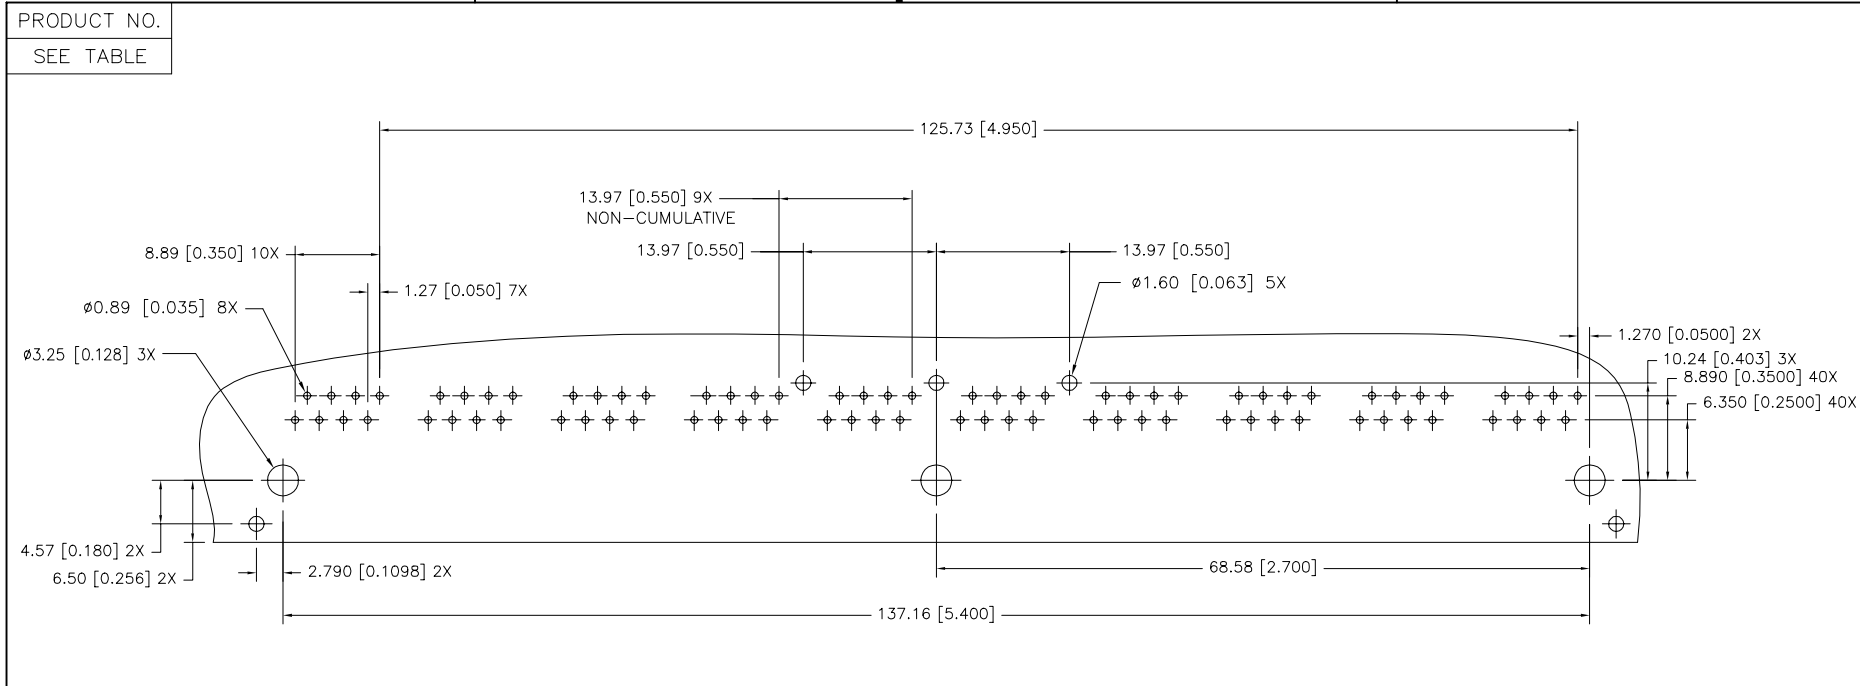 PRODUCT NO.
SEE TABLE
125.73 [4.950]
13.97 [0.550] 9X
NON-CUMULATIVE
13.97 [0.550]
13.97 [0.550]
8.89 [0.350] 10X
1.27 [0.050] 7X
ø1.60 [0.063] 5X
ø0.89 [0.035] 8X
ø3.25 [0.128] 3X
1.270 [0.0500] 2X
10.24 [0.403] 3X
8.890 [0.3500] 40X
6.350 [0.2500] 40X
4.57 [0.180] 2X
6.50 [0.256] 2X
2.790 [0.1098] 2X
68.58 [2.700]
137.16 [5.400]